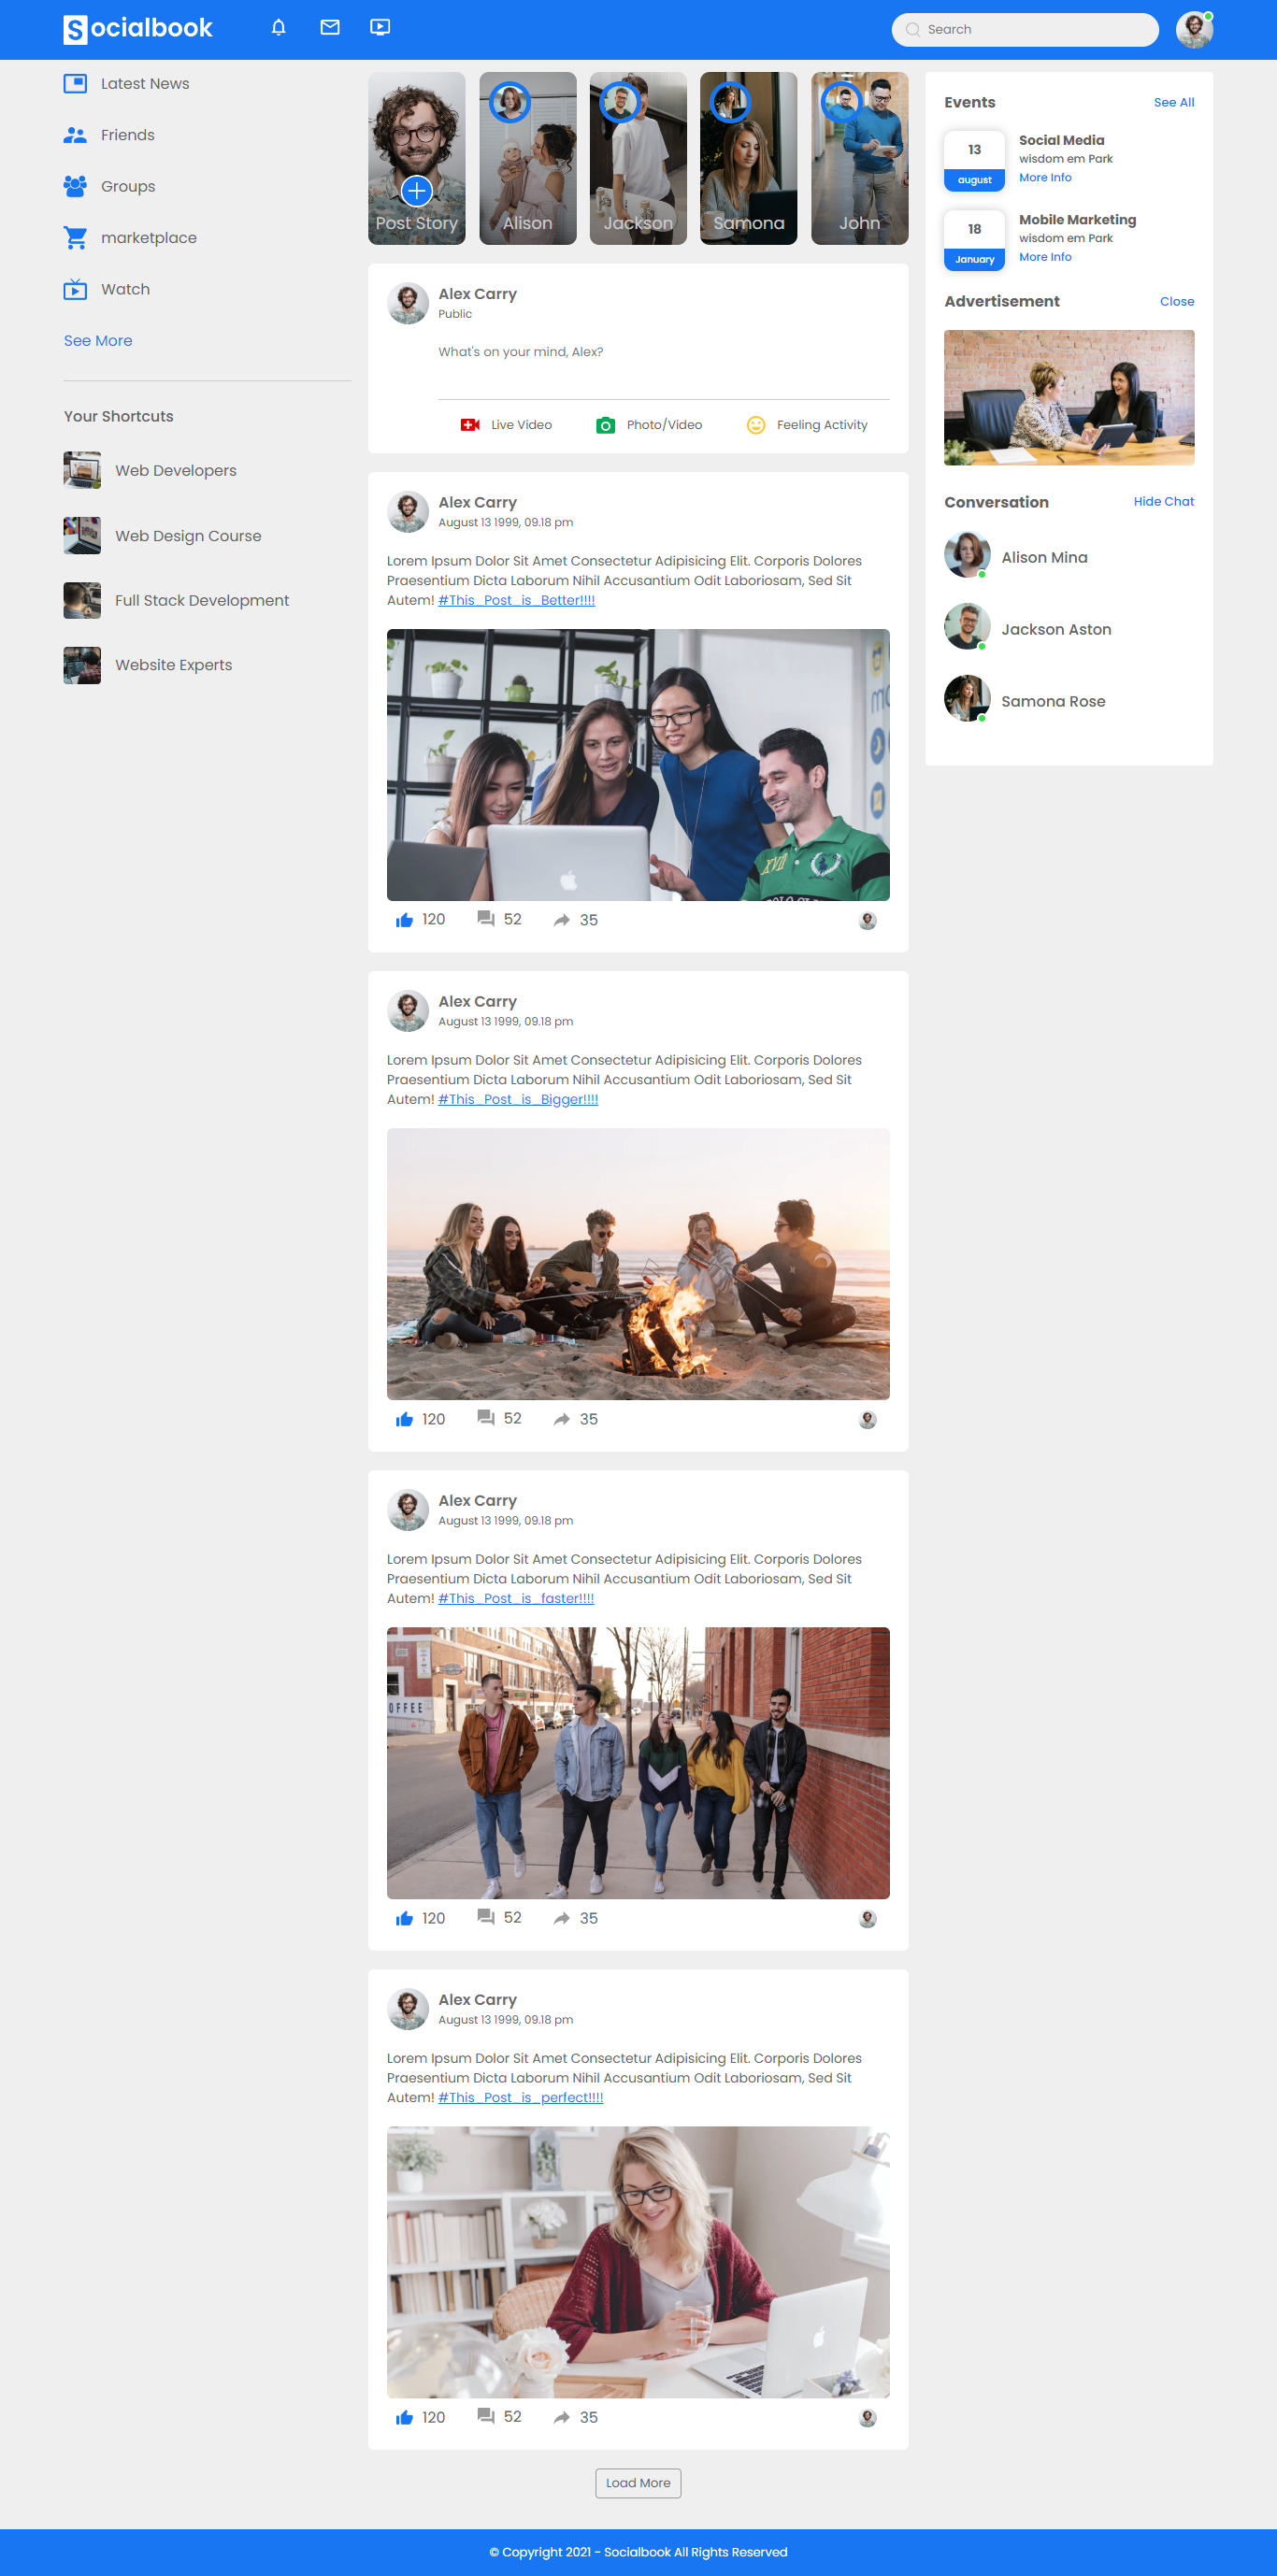 Socialbook
Search
Latest News
Friends
Groups
marketplace
Watch
See More
Your Shortcuts
Web Developers
Web Design Course
Full Stack Development
Website Experts
Post Story
Alison
Jackson
Samona
John
Alex Carry
Public
What's on your mind, Alex?
Live Video
Photo/Video
Feeling Activity
Alex Carry
August 13 1999, 09.18 pm
Lorem Ipsum Dolor Sit Amet Consectetur Adipisicing Elit. Corporis Dolores
Praesentium Dicta Laborum Nihil Accusantium Odit Laboriosam, Sed Sit
Autem! #This_Post_is_Better!!!!
120 52 35
Alex Carry
August 13 1999, 09.18 pm
Lorem Ipsum Dolor Sit Amet Consectetur Adipisicing Elit. Corporis Dolores
Praesentium Dicta Laborum Nihil Accusantium Odit Laboriosam, Sed Sit
Autem! #This_Post_is_Bigger!!!!
120 52 35
Alex Carry
August 13 1999, 09.18 pm
Lorem Ipsum Dolor Sit Amet Consectetur Adipisicing Elit. Corporis Dolores
Praesentium Dicta Laborum Nihil Accusantium Odit Laboriosam, Sed Sit
Autem! #This_Post_is_faster!!!!
OFFEE
120 52 35
Alex Carry
August 13 1999, 09.18 pm
Lorem Ipsum Dolor Sit Amet Consectetur Adipisicing Elit. Corporis Dolores
Praesentium Dicta Laborum Nihil Accusantium Odit Laboriosam, Sed Sit
Autem! #This_Post_is_perfect!!!!
120 52 35
Load More
Events
See All
13
august
Social Media
wisdom em Park
More Info
18
January
Mobile Marketing
wisdom em Park
More Info
Advertisement
Close
Conversation
Hide Chat
Alison Mina
Jackson Aston
Samona Rose
© Copyright 2021 - Socialbook All Rights Reserved